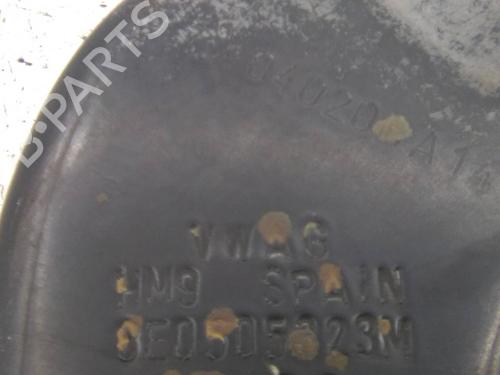 B-PARTS
04020 A14
VWAG
HM9 SPAIN
8E0505323M